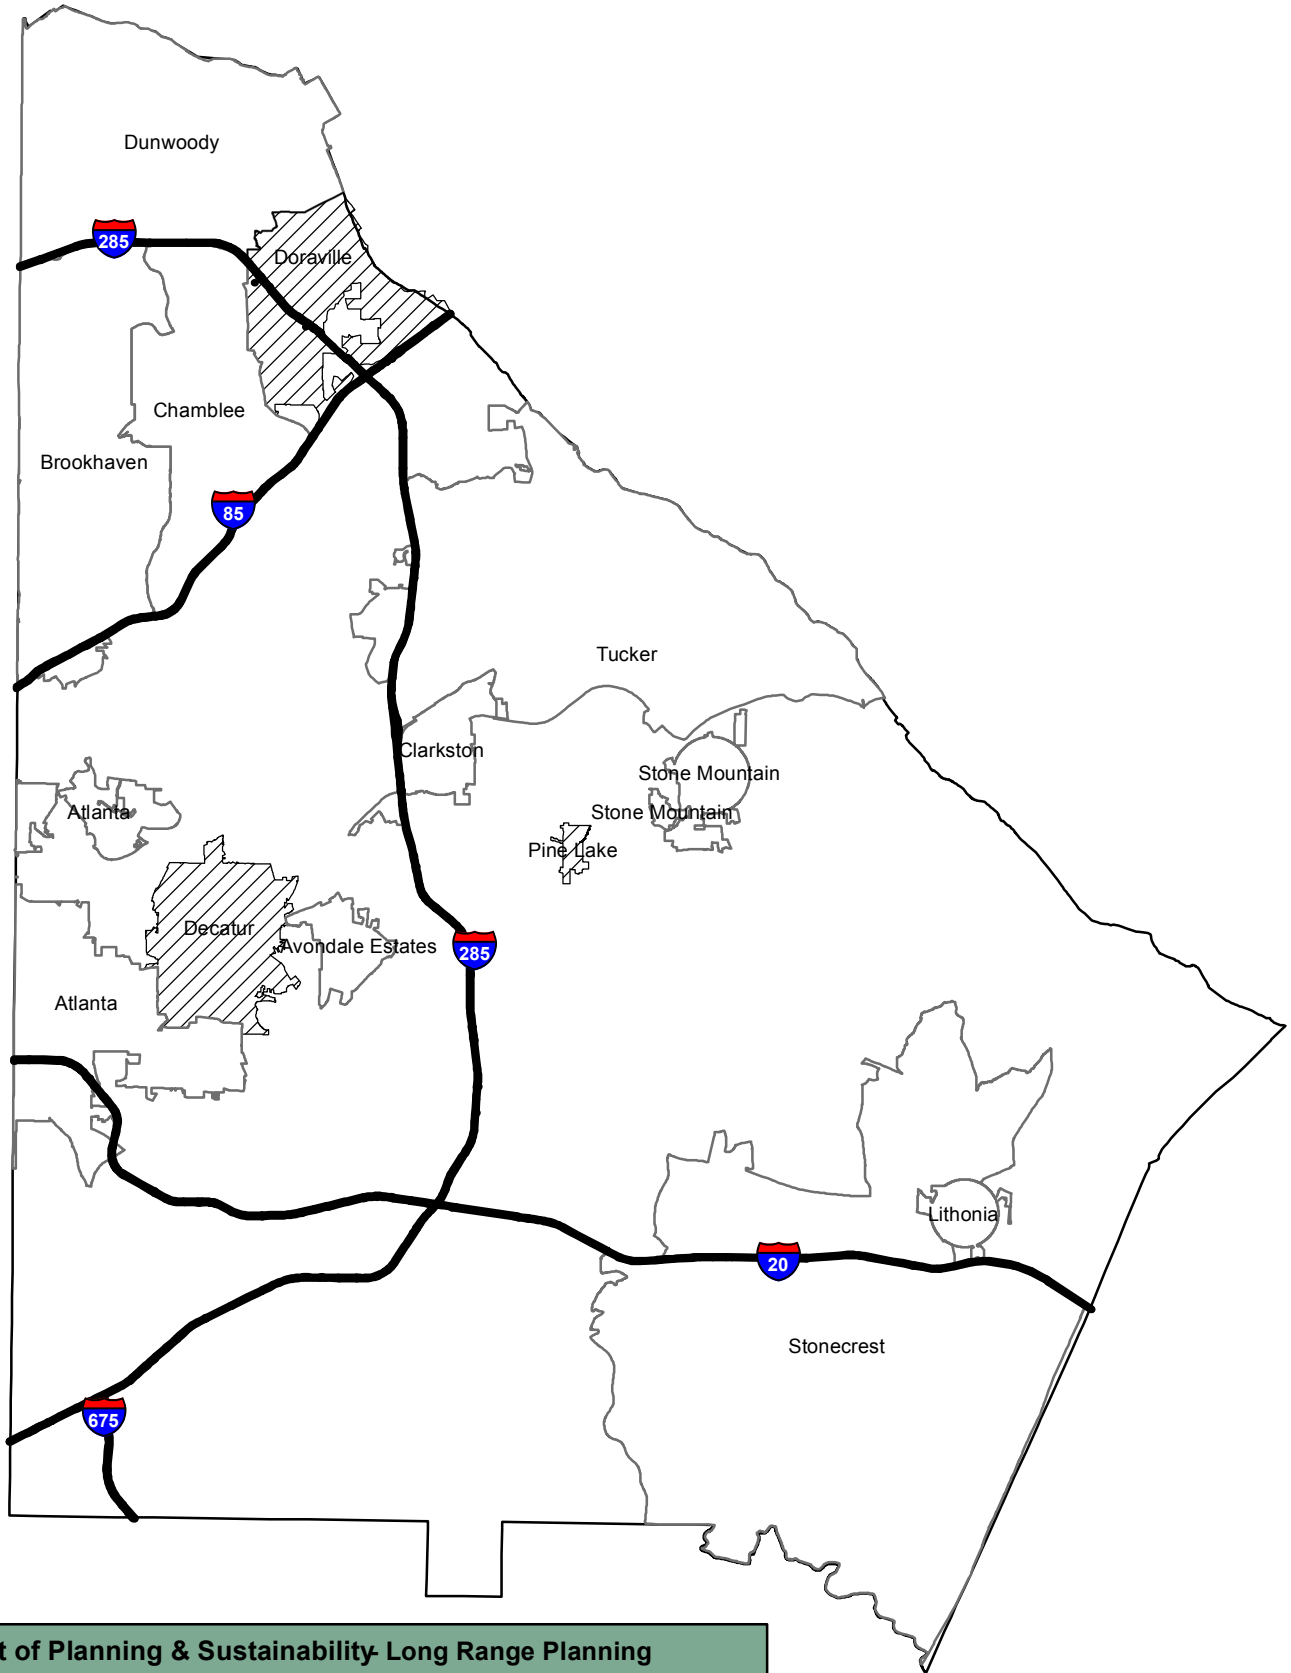 Dunwoody
285
Doraville
Chamblee
Brookhaven
85
Tucker
Clarkston
Stone Mountain
Atlanta
Stone Mountain
Pine Lake
Decatur
Avondale Estates
285
Atlanta
Lithonia
20
Stonecrest
675
t of Planning & Sustainability- Long Range Planning